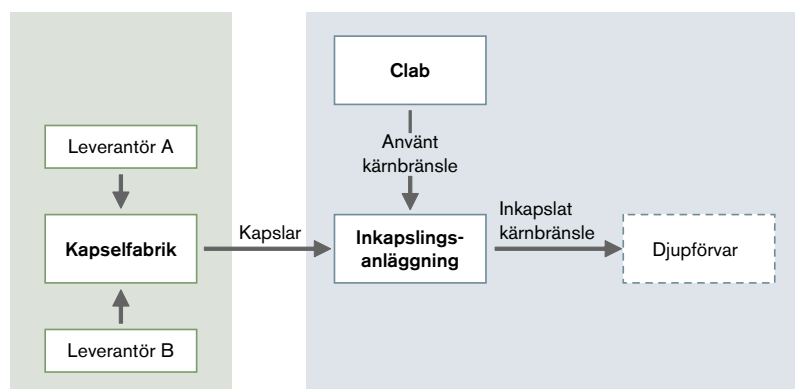 Clab
Leverantör A
Använt
kärnbränsle
Kapselfabrik
Kapslar
Inkapslings-
anläggning
Inkapslat
kärnbränsle
Djupförvar
Leverantör B